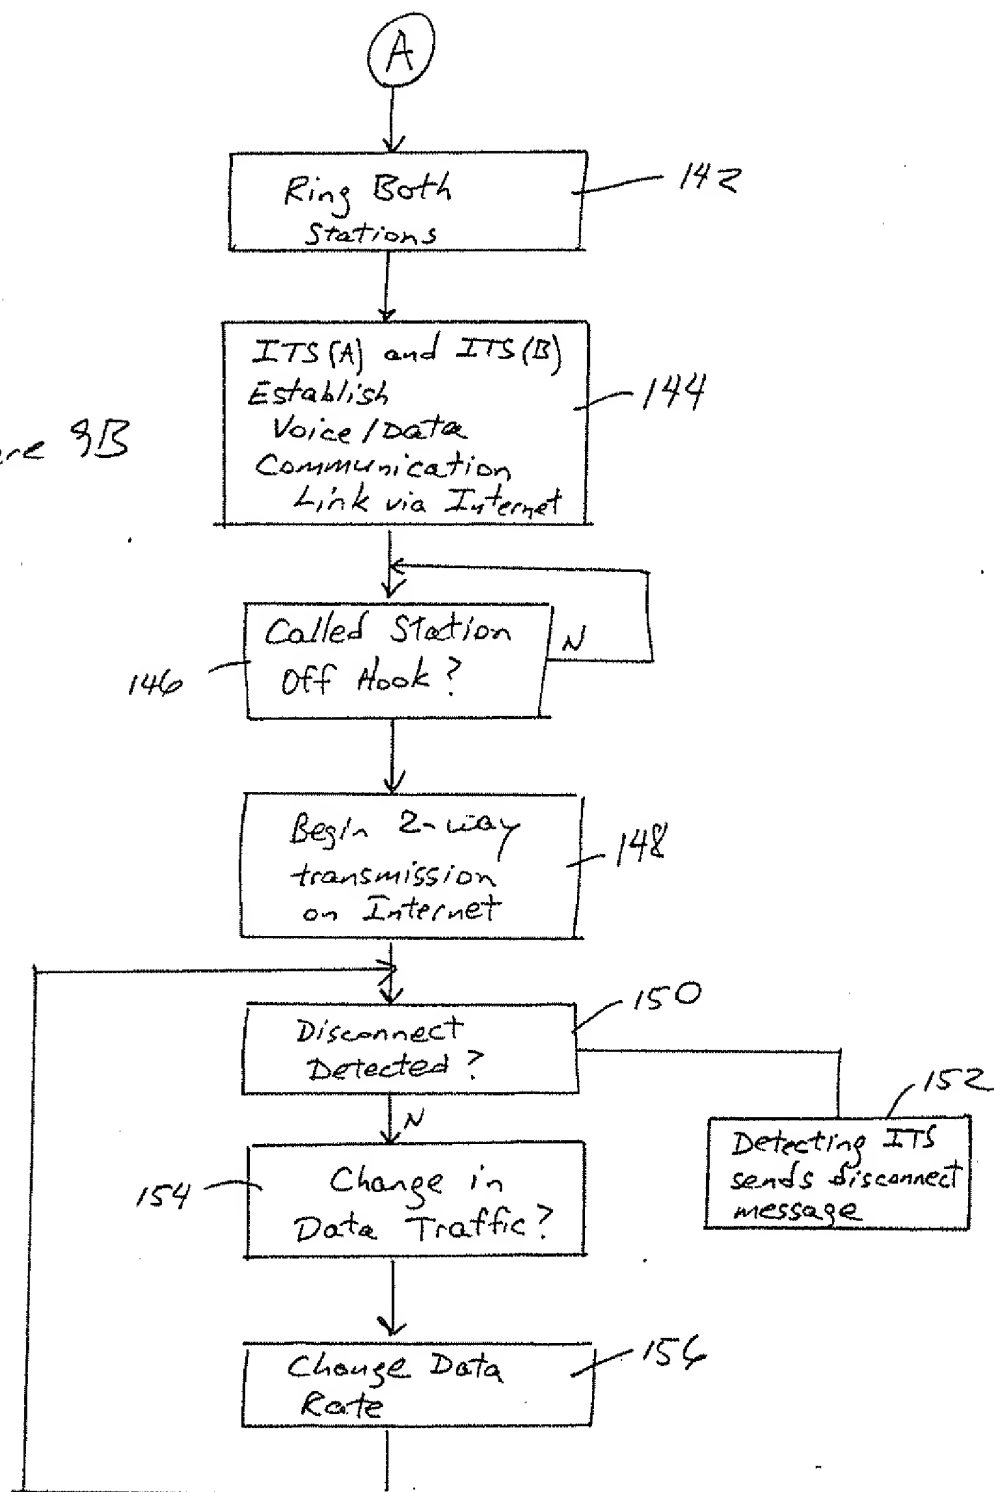 A
Ring Both
Stations
142
ITS(A) and ITS(B)
Establish
Voice/Data
Communication
Link via Internet
144
9B
Called Station
Off Hook?
N
146
Begin 2-way
transmission
on Internet
148
Disconnect
Detected?
150
N
Detecting ITS
sends disconnect
message
152
Change in
Data Traffic?
154
Change Data
Rate
156